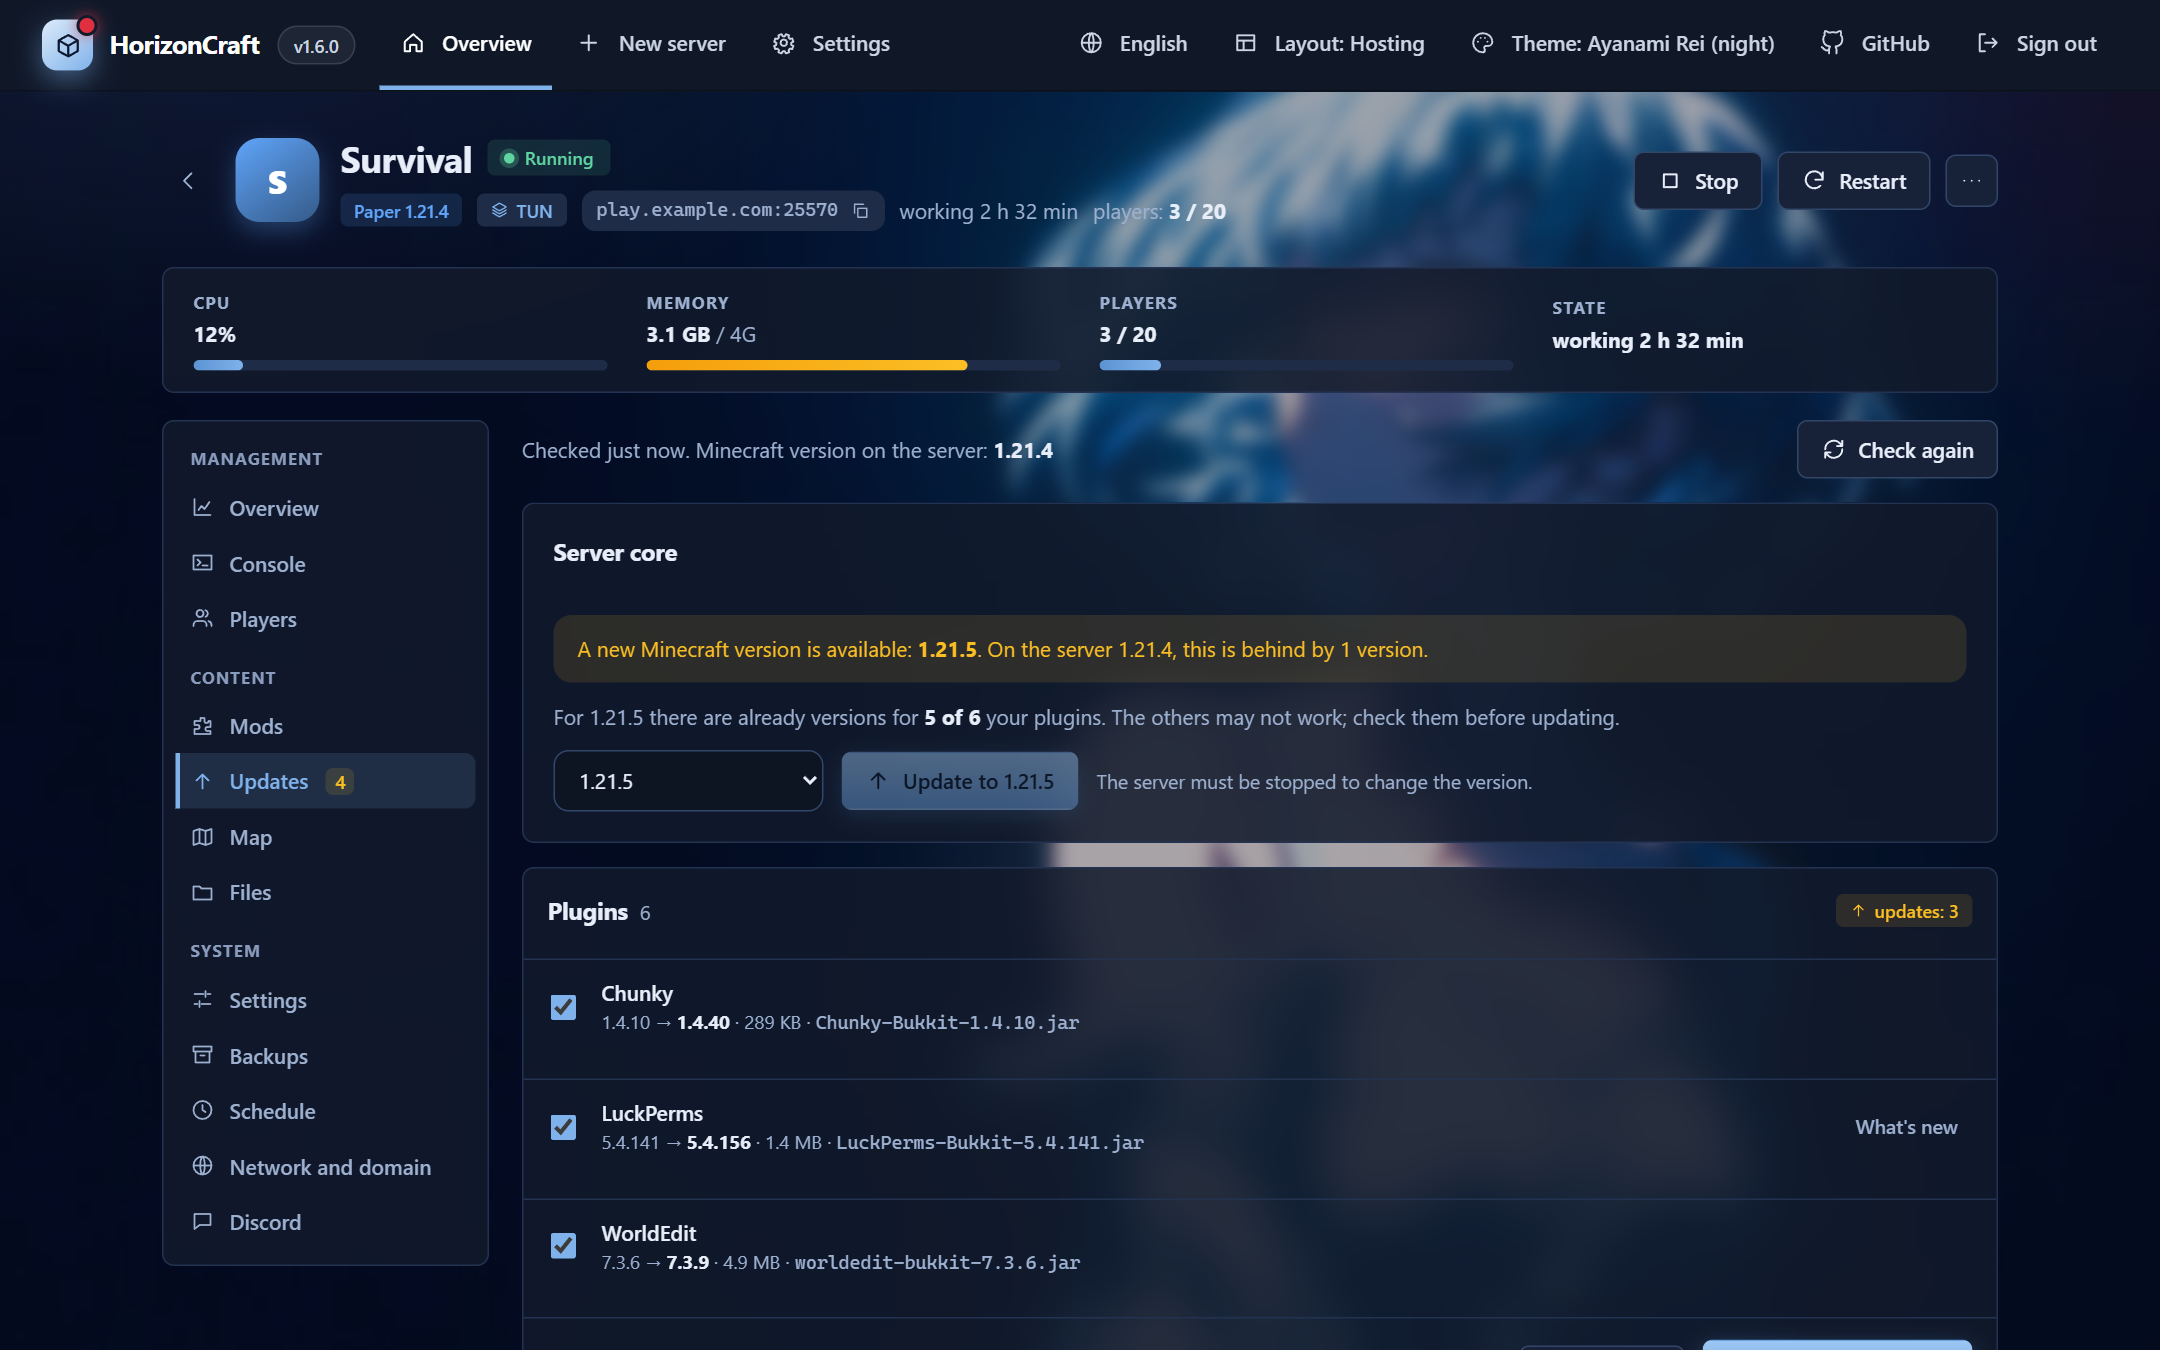 HorizonCraft v1.6.0 Overview New server Settings English Layout: Hosting Theme: Ayanami Rei (night) GitHub Sign out
S
Survival Running
Paper 1.21.4 TUN play.example.com:25570 working 2 h 32 min players: 3 / 20
Stop Restart ...
CPU
12%
MEMORY
3.1 GB / 4G
PLAYERS
3 / 20
STATE
working 2 h 32 min
MANAGEMENT
Overview
Console
Players
CONTENT
Mods
Updates 4
Map
Files
SYSTEM
Settings
Backups
Schedule
Network and domain
Discord
Checked just now. Minecraft version on the server: 1.21.4
Check again
Server core
A new Minecraft version is available: 1.21.5. On the server 1.21.4, this is behind by 1 version.
For 1.21.5 there are already versions for 5 of 6 your plugins. The others may not work; check them before updating.
1.21.5 Update to 1.21.5 The server must be stopped to change the version.
Plugins 6 updates: 3
Chunky
1.4.10 → 1.4.40 · 289 KB · Chunky-Bukkit-1.4.10.jar
LuckPerms
5.4.141 → 5.4.156 · 1.4 MB · LuckPerms-Bukkit-5.4.141.jar
What's new
WorldEdit
7.3.6 → 7.3.9 · 4.9 MB · worldedit-bukkit-7.3.6.jar